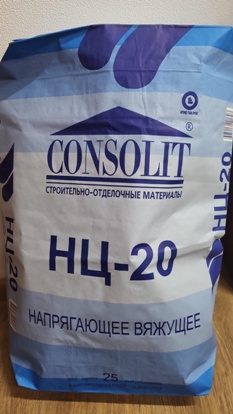 CONSOLIT
®
СТРОИТЕЛЬНО-ОТДЕЛОЧНЫЕ МАТЕРИАЛЫ
НЦ-20
НАПРЯГАЮЩЕЕ ВЯЖУЩЕЕ
25
НЦ-20
НЦ-20